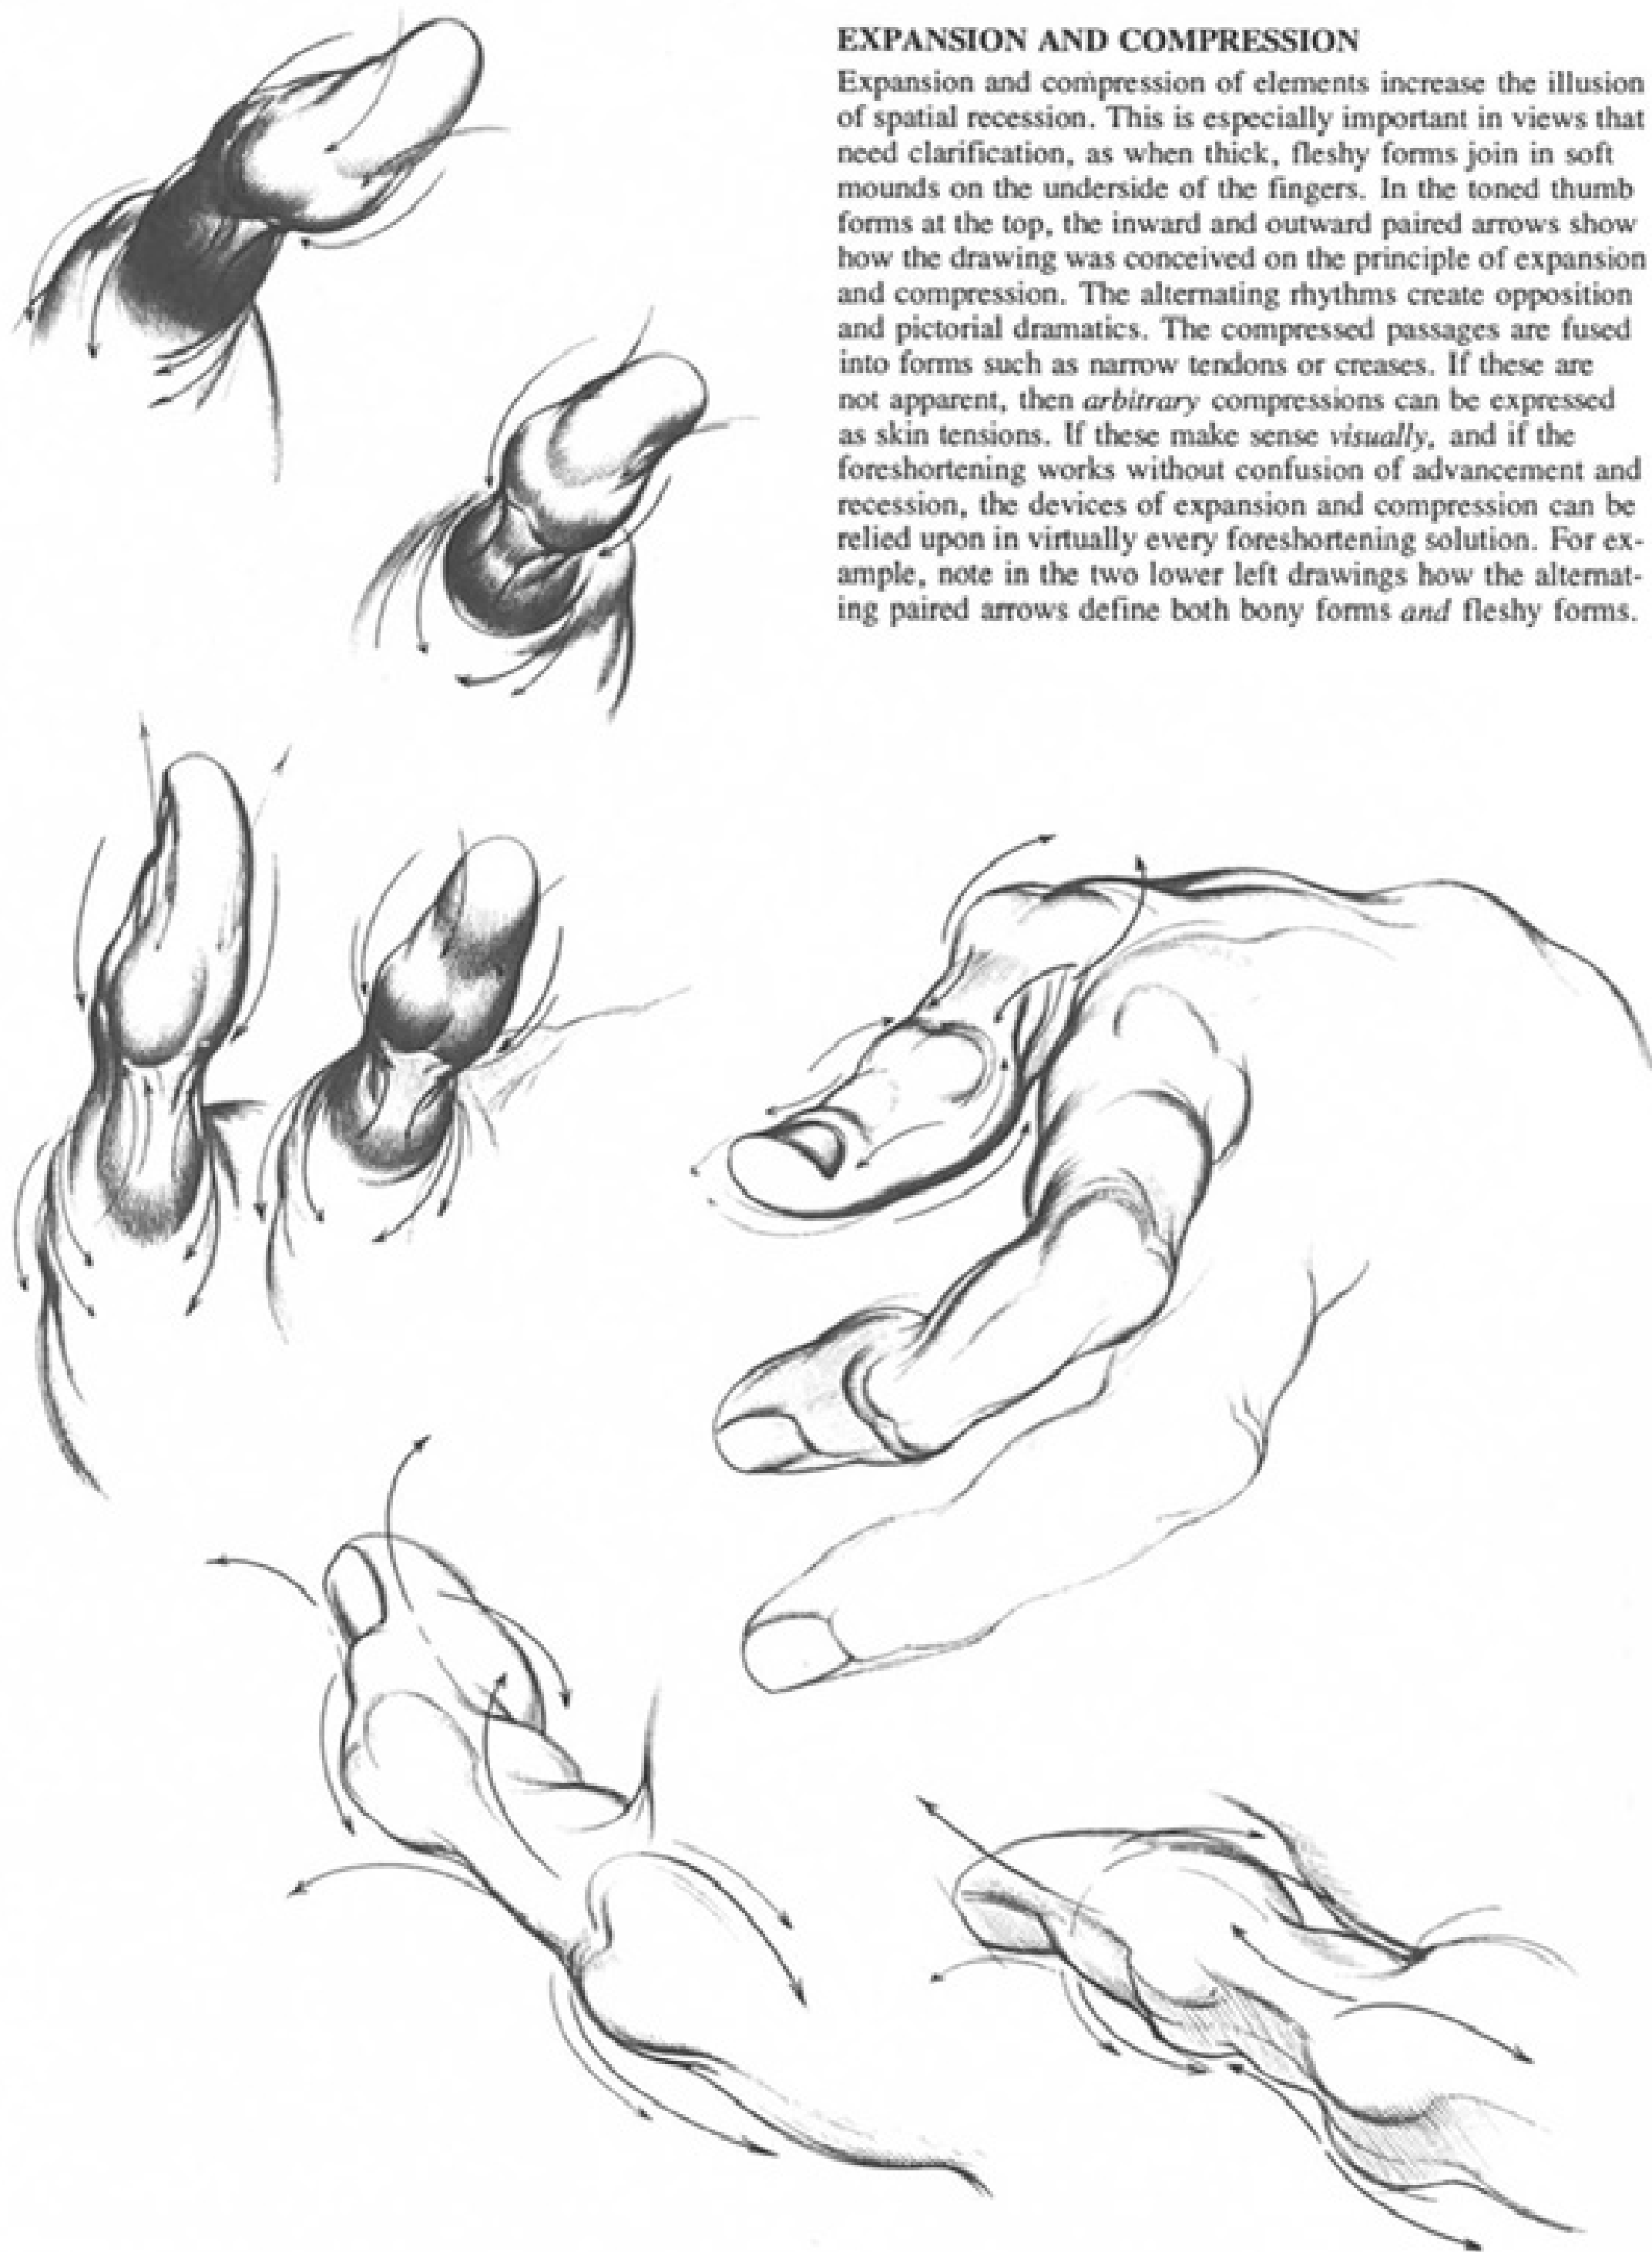 EXPANSION AND COMPRESSION
Expansion and compression of elements increase the illusion
of spatial recession. This is especially important in views that
need clarification, as when thick, fleshy forms join in soft
mounds on the underside of the fingers. In the toned thumb
forms at the top, the inward and outward paired arrows show
how the drawing was conceived on the principle of expansion
and compression. The alternating rhythms create opposition
and pictorial dramatics. The compressed passages are fused
into forms such as narrow tendons or creases. If these are
not apparent, then arbitrary compressions can be expressed
as skin tensions. If these make sense visually, and if the
foreshortening works without confusion of advancement and
recession, the devices of expansion and compression can be
relied upon in virtually every foreshortening solution. For ex-
ample, note in the two lower left drawings how the alternat-
ing paired arrows define both bony forms and fleshy forms.